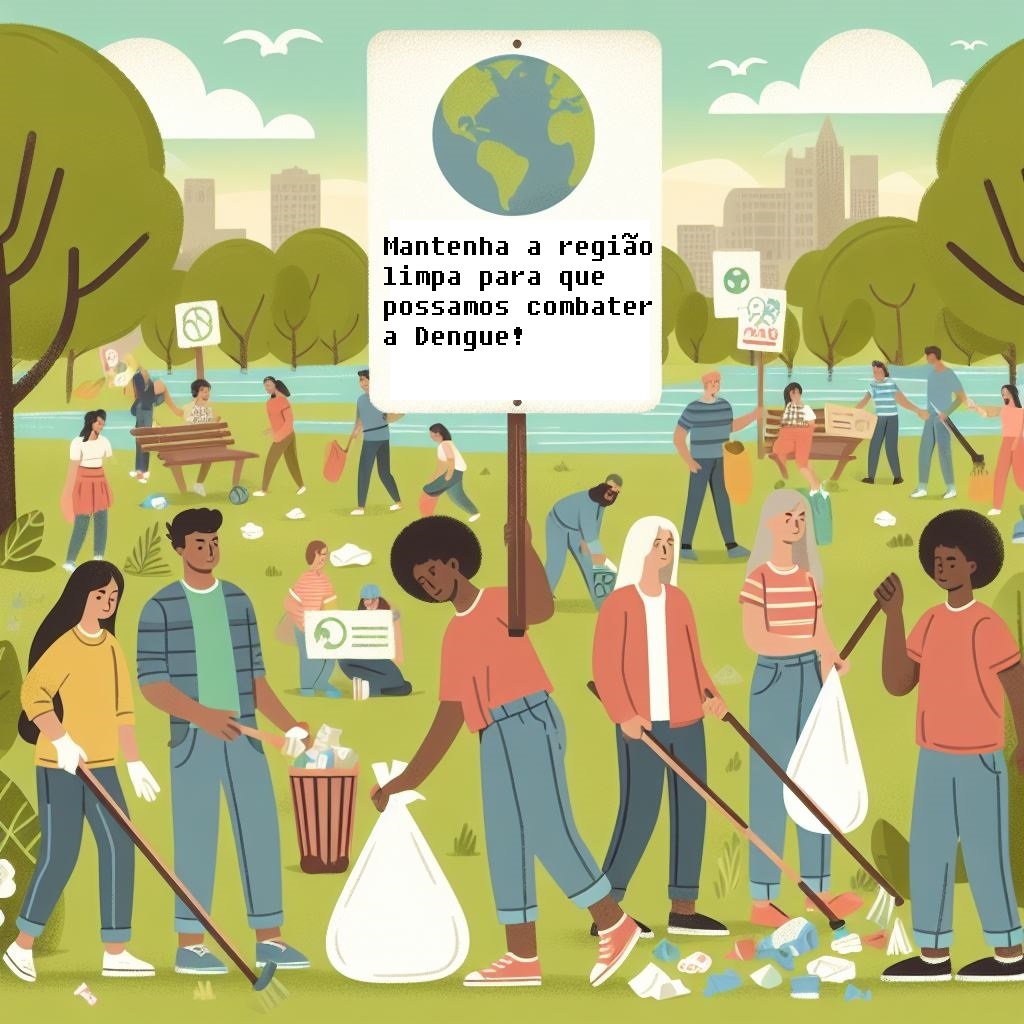 Mantenha a região
limpa para que
possamos combater
a Dengue!